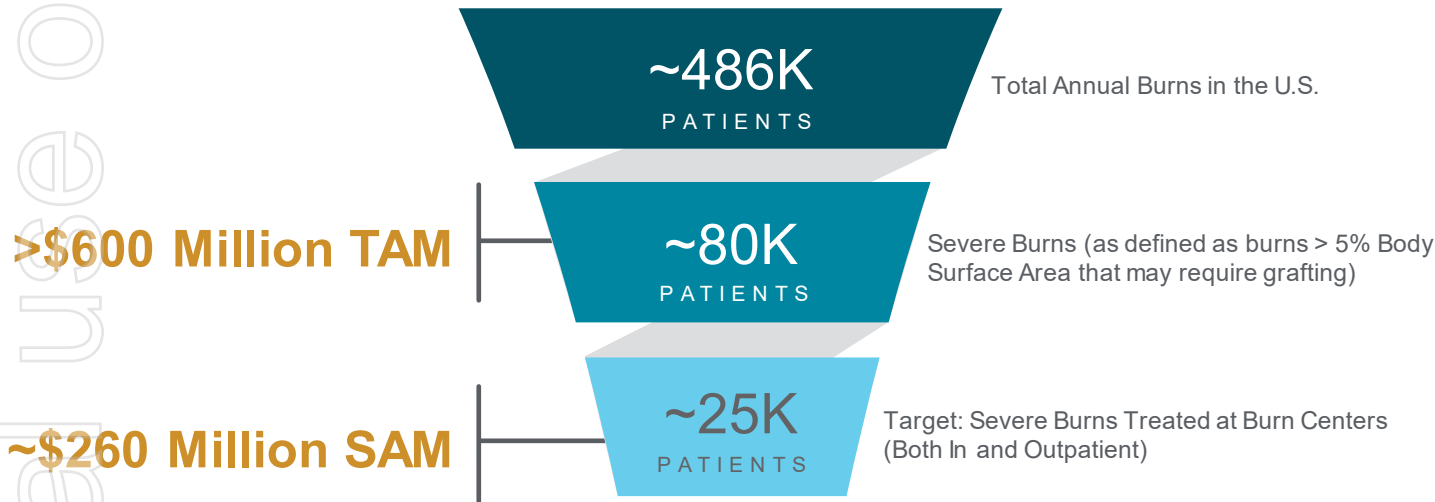 ~486K
PATIENTS
Total Annual Burns in the U.S.
>$600 Million TAM
~80K
PATIENTS
Severe Burns (as defined as burns > 5% Body
Surface Area that may require grafting)
~$260 Million SAM
~25K
PATIENTS
Target: Severe Burns Treated at Burn Centers
(Both In and Outpatient)
use